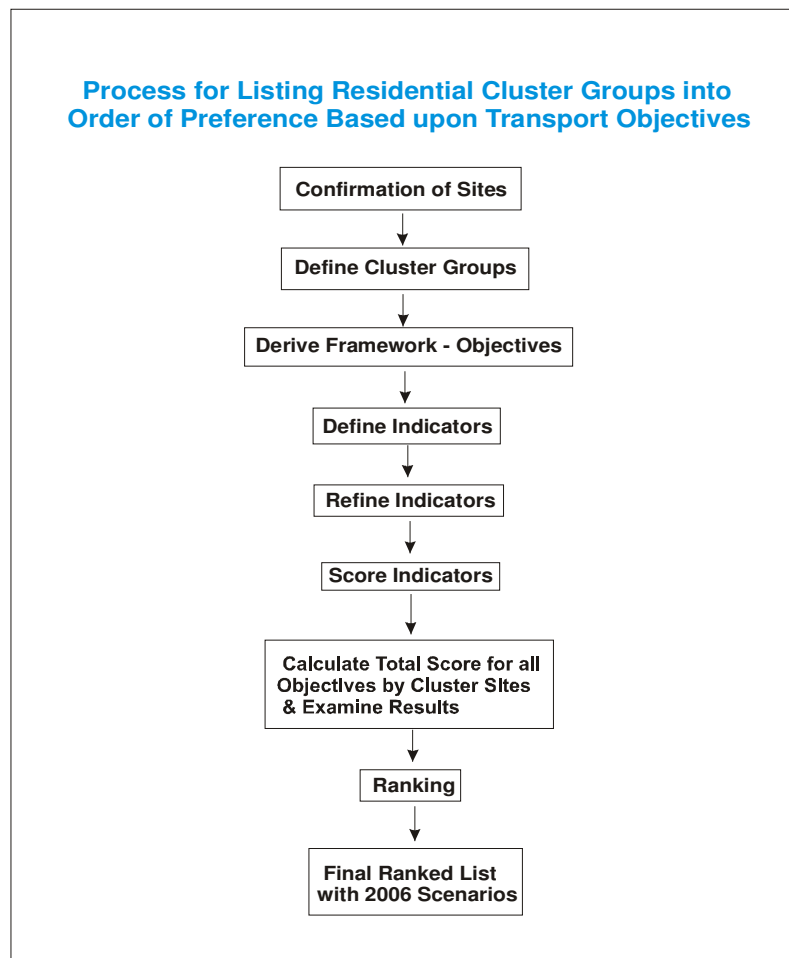 Process for Listing Residential Cluster Groups into
Order of Preference Based upon Transport Objectives
Confirmation of Sites
Define Cluster Groups
Derive Framework - Objectives
Define Indicators
Refine Indicators
Score Indicators
Calculate Total Score for all
Objectives by Cluster Sites
& Examine Results
Ranking
Final Ranked List
with 2006 Scenarios